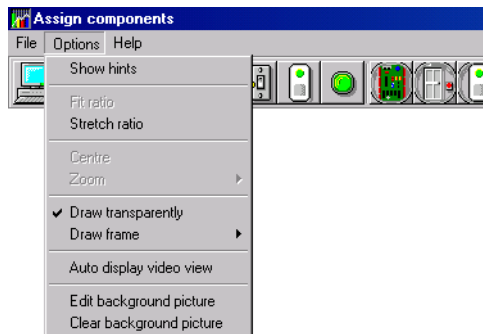 Assign components
File Options Help
Show hints
Fit ratio
Stretch ratio
Centre
Zoom
Draw transparently
Draw frame
Auto display video view
Edit background picture
Clear background picture